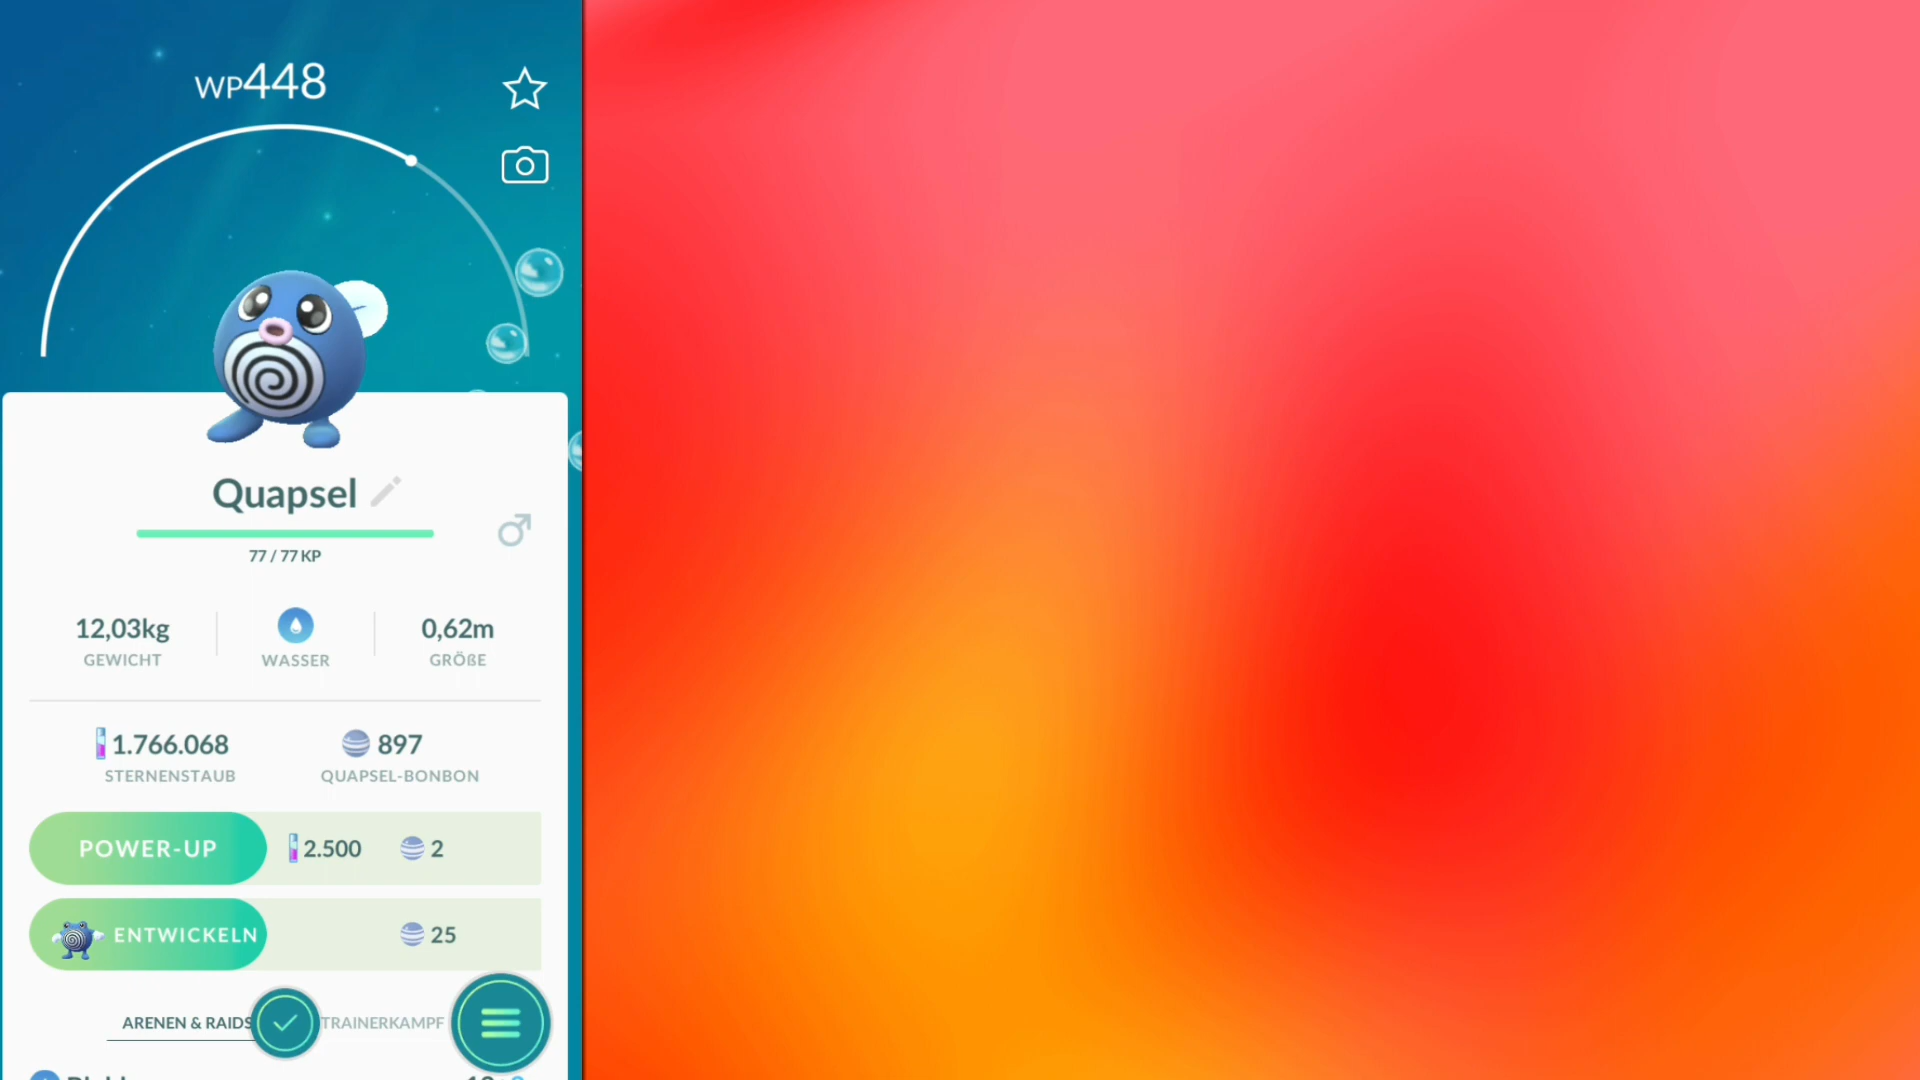 WP448
Quapsel
77 / 77 KP
12,03kg
GEWICHT
WASSER
0,62m
GRÖßE
1.766.068
STERNENSTAUB
897
QUAPSEL-BONBON
POWER-UP
2.500
2
ENTWICKELN
25
ARENEN & RAIDS
TRAINERKAMPF